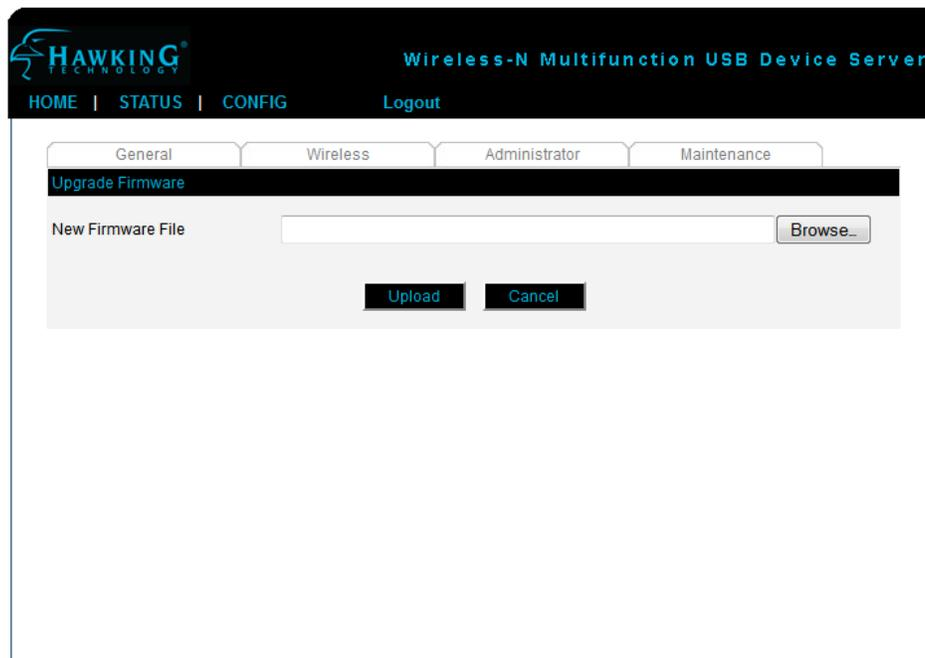 HAWKING®
TECHNOLOGY
Wireless-N Multifunction USB Device Server
HOME | STATUS | CONFIG Logout
General Wireless Administrator Maintenance
Upgrade Firmware
New Firmware File Browse...
Upload Cancel